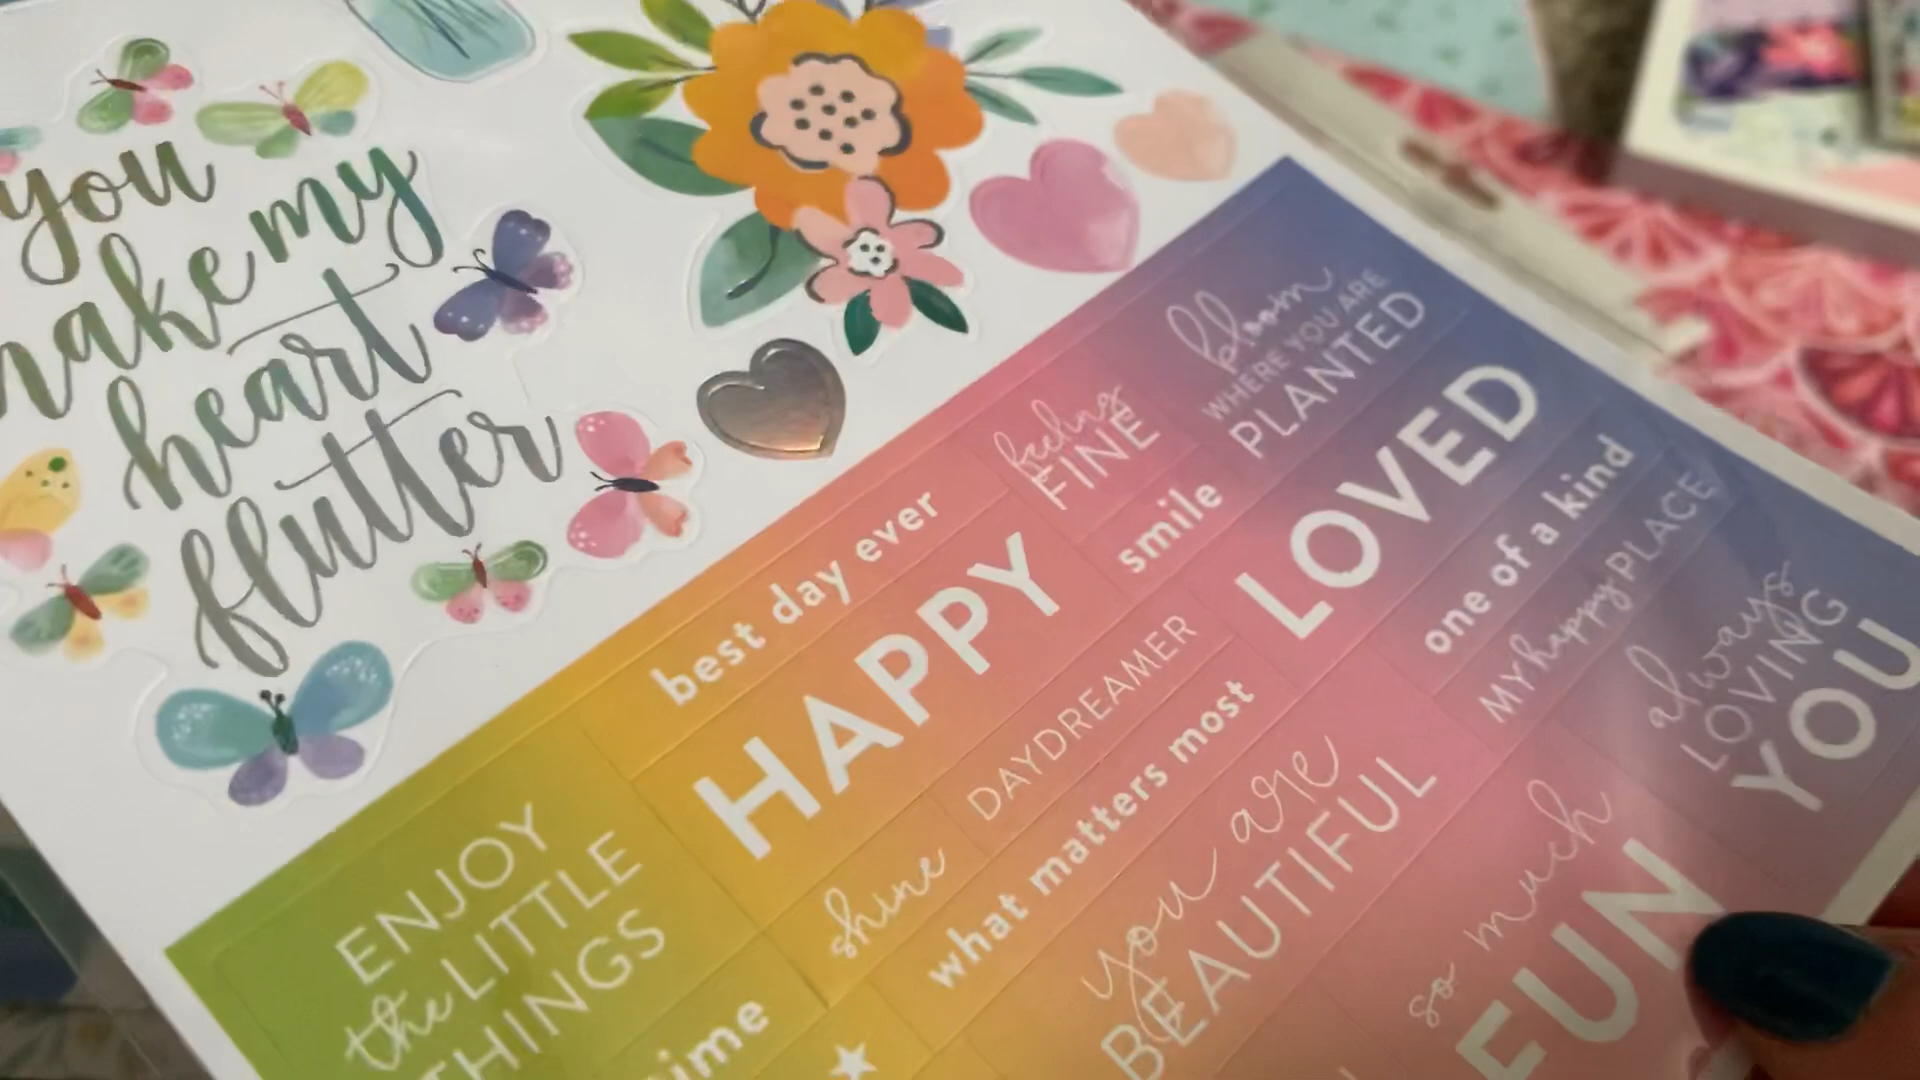 you
make my
heart
flutter
bloom
WHERE YOU ARE
PLANTED
feeling
FINE
best day ever
HAPPY
smile
LOVED
one of a kind
MY happy PLACE
DAYDREAMER
shine
what matters most
always
LOVING
YOU
you are
BEAUTIFUL
so much
FUN
ENJOY
the LITTLE
THINGS